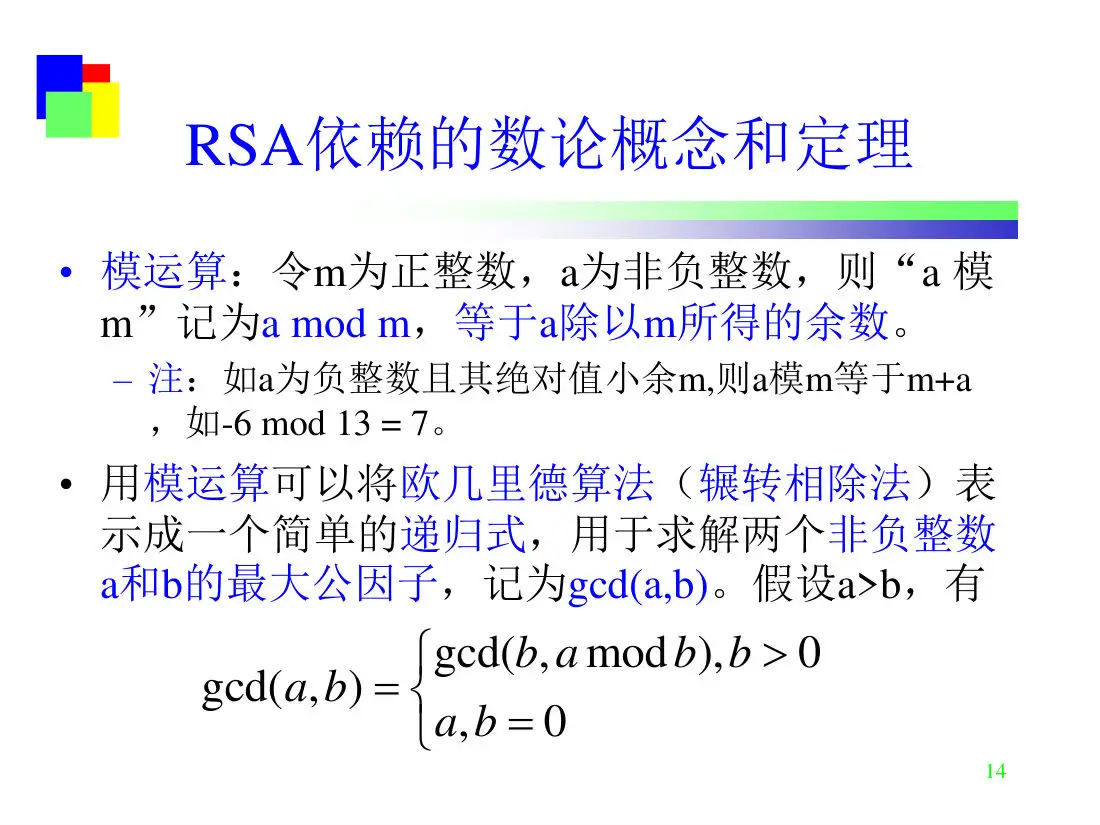 RSA依赖的数论概念和定理
• 模运算：令m为正整数，a为非负整数，则“a 模
m”记为a mod m，等于a除以m所得的余数。
– 注：如a为负整数且其绝对值小余m,则a模m等于m+a
，如-6 mod 13 = 7。
• 用模运算可以将欧几里德算法（辗转相除法）表
示成一个简单的递归式，用于求解两个非负整数
a和b的最大公因子，记为gcd(a,b)。假设a>b，有
gcd(a,b) = { gcd(b, a mod b), b > 0
a, b = 0
14